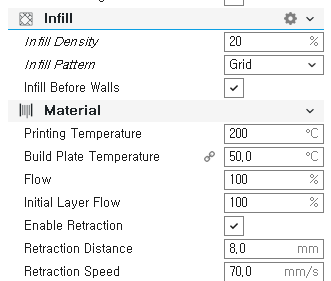 Infill
Infill Density 20 %
Infill Pattern Grid
Infill Before Walls
Material
Printing Temperature 200 °C
Build Plate Temperature 50,0 °C
Flow 100 %
Initial Layer Flow 100 %
Enable Retraction
Retraction Distance 8,0 mm
Retraction Speed 70,0 mm/s